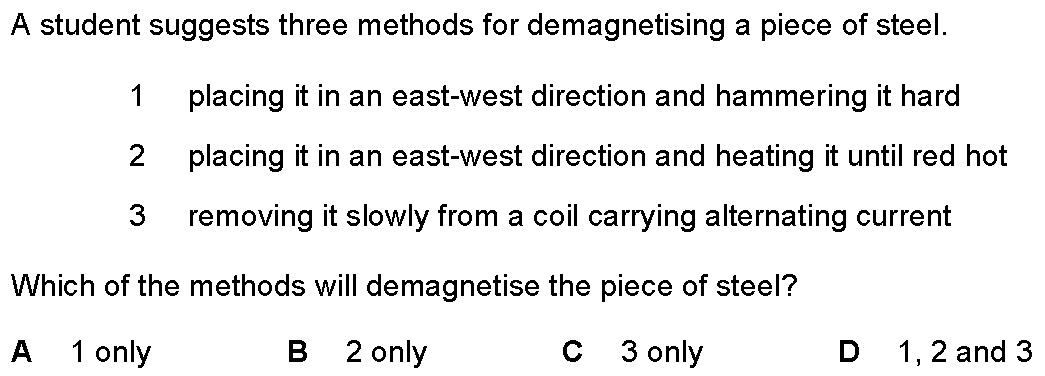 A student suggests three methods for demagnetising a piece of steel.
1 placing it in an east-west direction and hammering it hard
2 placing it in an east-west direction and heating it until red hot
3 removing it slowly from a coil carrying alternating current
Which of the methods will demagnetise the piece of steel?
A 1 only B 2 only C 3 only D 1, 2 and 3